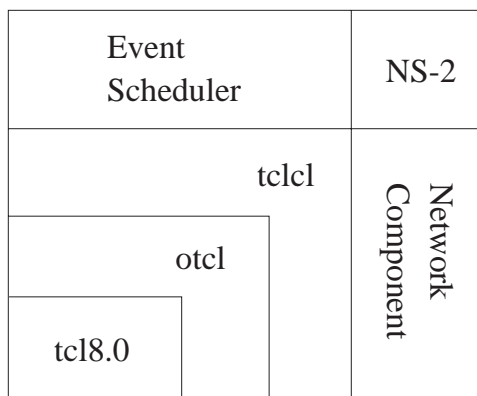 Event
Scheduler
NS-2
tclcl
otcl
tcl8.0
Network
Component